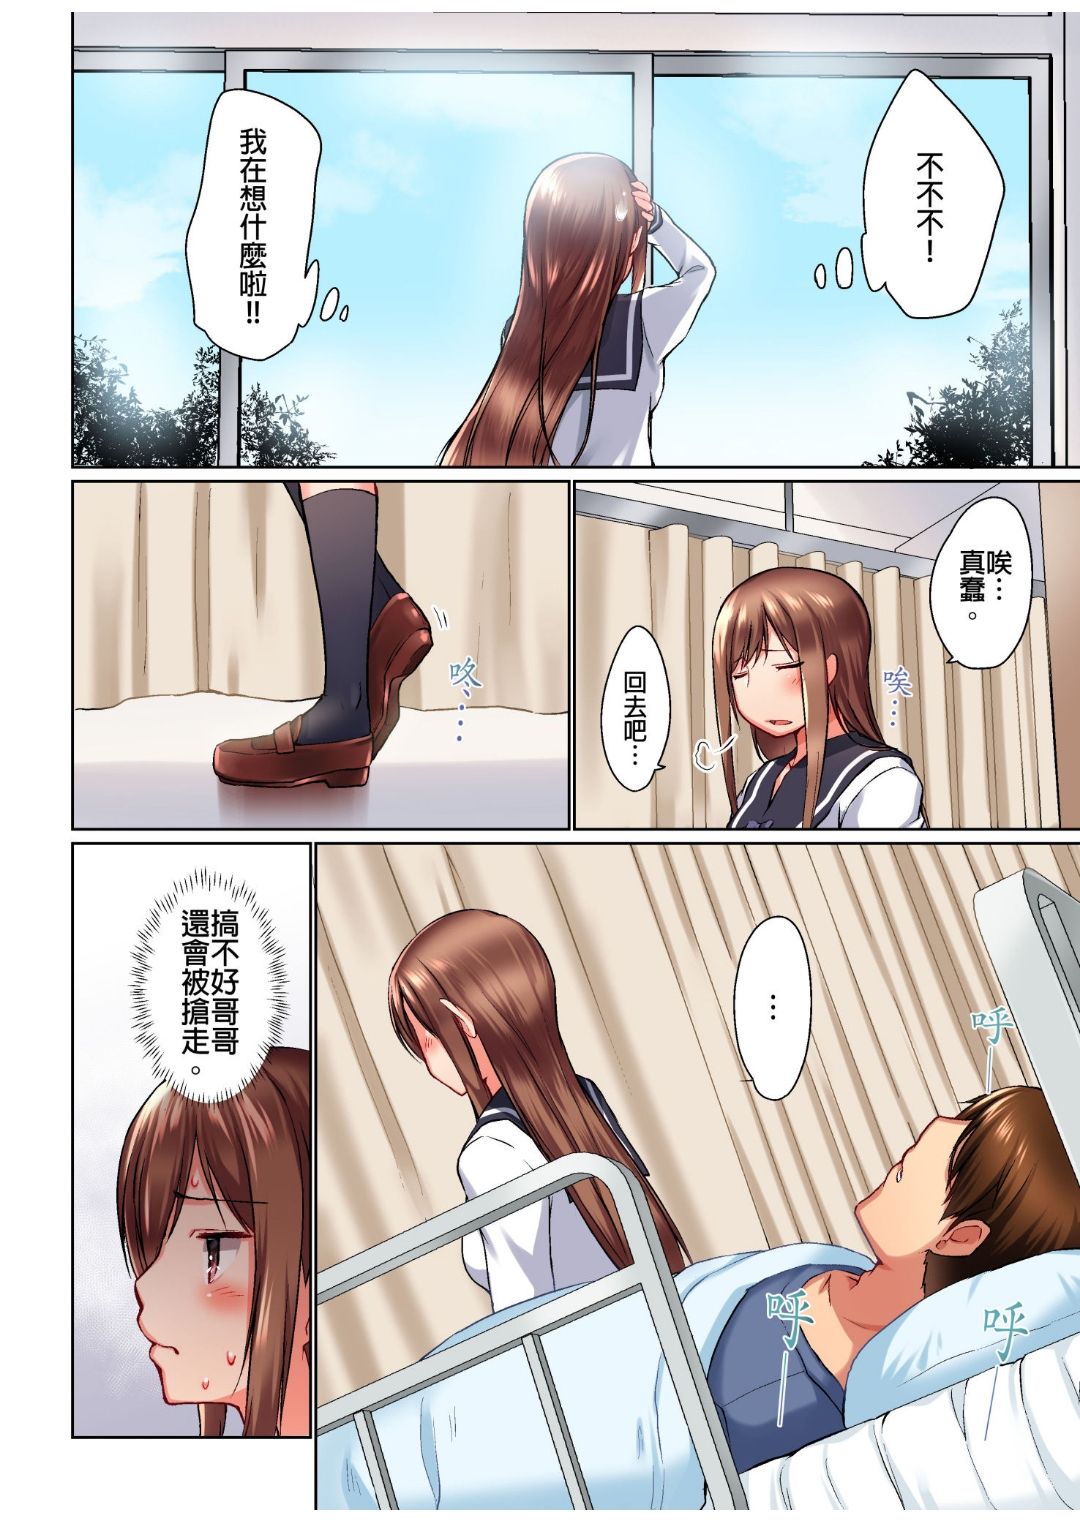 不不不！
我在想什麼啦!!
唉…
真蠢。
唉…
回去吧…
咚…
…
呼
呼
呼
搞不好哥哥
還會被搶走。